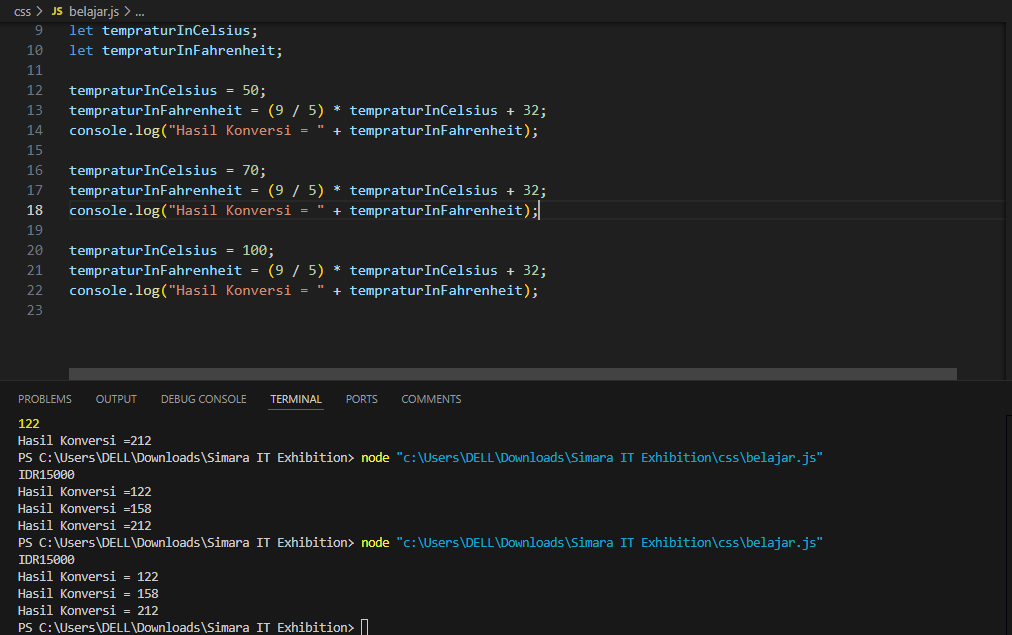 css > JS belajar.js > ...
9 let tempraturInCelsius;
10 let tempraturInFahrenheit;
11
12 tempraturInCelsius = 50;
13 tempraturInFahrenheit = (9 / 5) * tempraturInCelsius + 32;
14 console.log("Hasil Konversi = " + tempraturInFahrenheit);
15
16 tempraturInCelsius = 70;
17 tempraturInFahrenheit = (9 / 5) * tempraturInCelsius + 32;
18 console.log("Hasil Konversi = " + tempraturInFahrenheit);
19
20 tempraturInCelsius = 100;
21 tempraturInFahrenheit = (9 / 5) * tempraturInCelsius + 32;
22 console.log("Hasil Konversi = " + tempraturInFahrenheit);
23
PROBLEMS OUTPUT DEBUG CONSOLE TERMINAL PORTS COMMENTS
122
Hasil Konversi =212
PS C:\Users\DELL\Downloads\Simara IT Exhibition> node "c:\Users\DELL\Downloads\Simara IT Exhibition\css\belajar.js"
IDR15000
Hasil Konversi =122
Hasil Konversi =158
Hasil Konversi =212
PS C:\Users\DELL\Downloads\Simara IT Exhibition> node "c:\Users\DELL\Downloads\Simara IT Exhibition\css\belajar.js"
IDR15000
Hasil Konversi = 122
Hasil Konversi = 158
Hasil Konversi = 212
PS C:\Users\DELL\Downloads\Simara IT Exhibition>